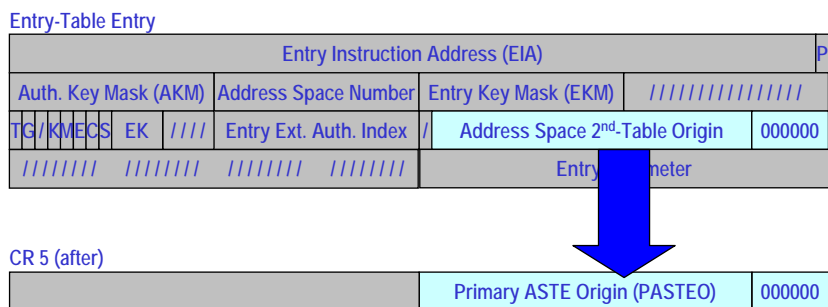 Entry-Table Entry
Entry Instruction Address (EIA) P
Auth. Key Mask (AKM) Address Space Number Entry Key Mask (EKM) ////////////////
T G / K M E C S EK //// Entry Ext. Auth. Index / Address Space 2nd-Table Origin 000000
//////// //////// //////// //////// Entry meter
CR 5 (after)
Primary ASTE Origin (PASTEO) 000000